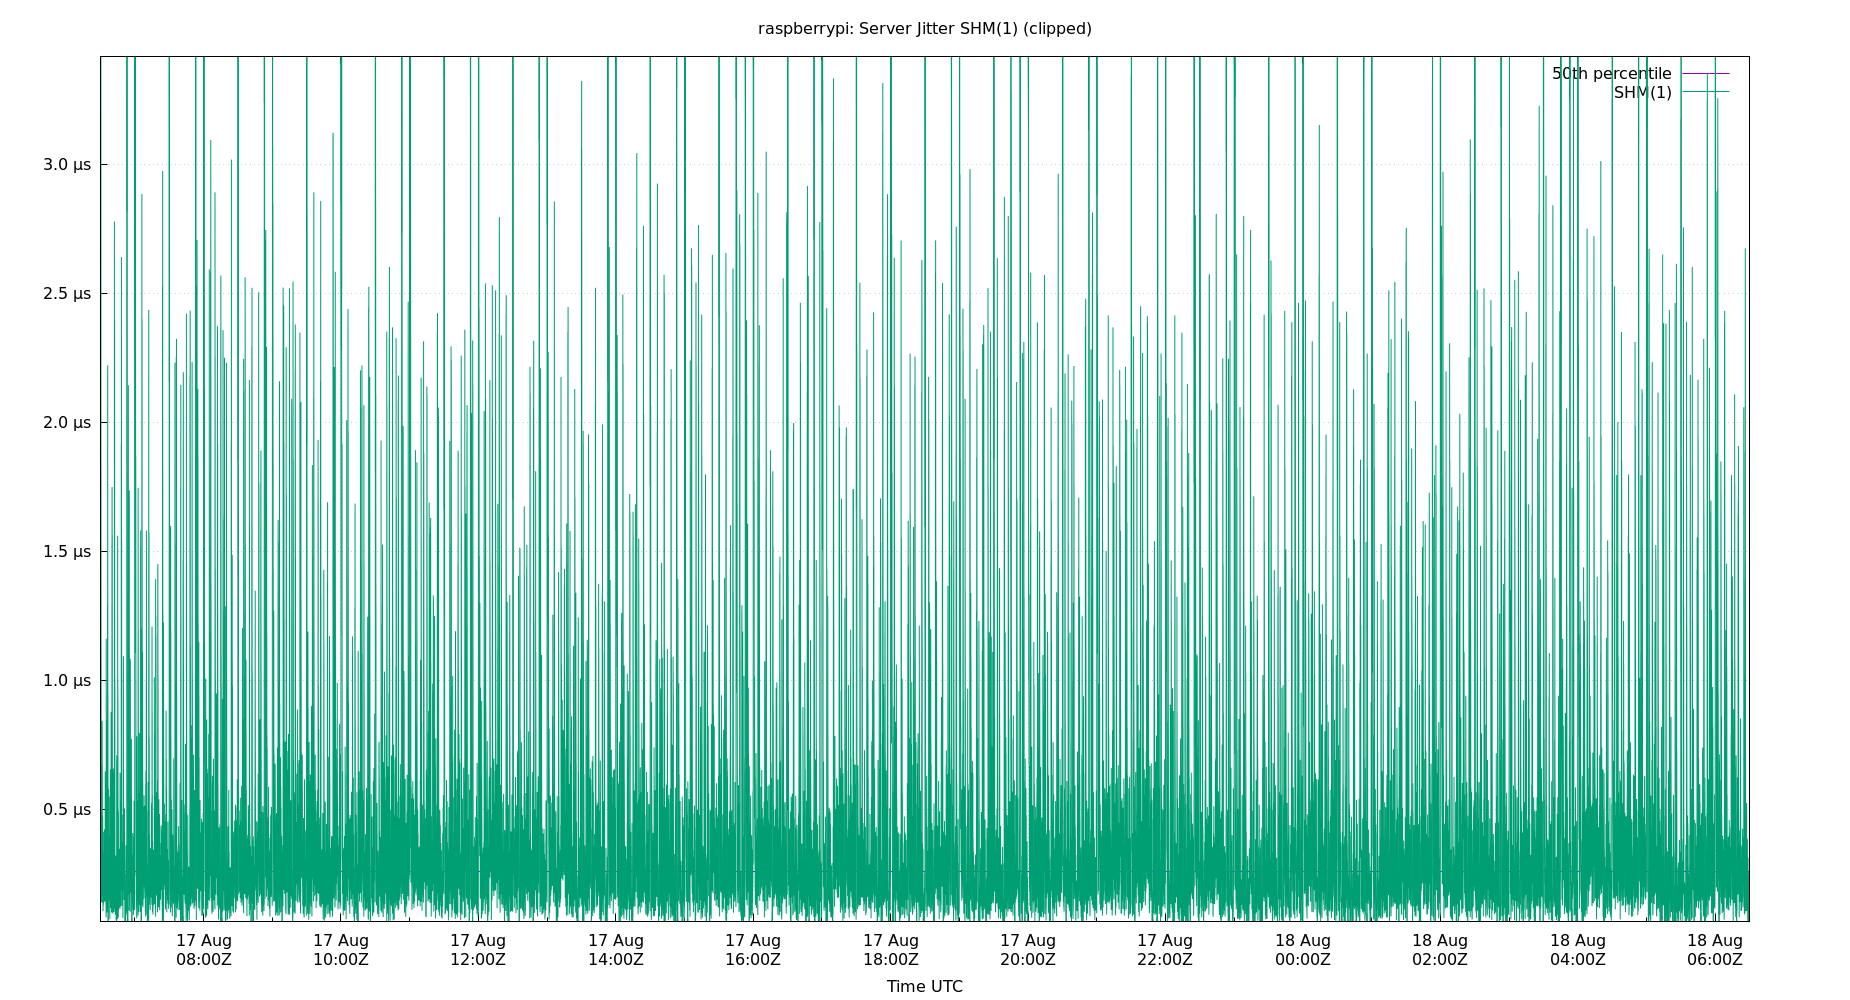 raspberrypi: Server Jitter SHM(1) (clipped)
50th percentile
SHM(1)
3.0 µs
2.5 µs
2.0 µs
1.5 µs
1.0 µs
0.5 µs
17 Aug 17 Aug 17 Aug 17 Aug 17 Aug 17 Aug 17 Aug 17 Aug 18 Aug 18 Aug 18 Aug 18 Aug
08:00Z 10:00Z 12:00Z 14:00Z 16:00Z 18:00Z 20:00Z 22:00Z 00:00Z 02:00Z 04:00Z 06:00Z
Time UTC